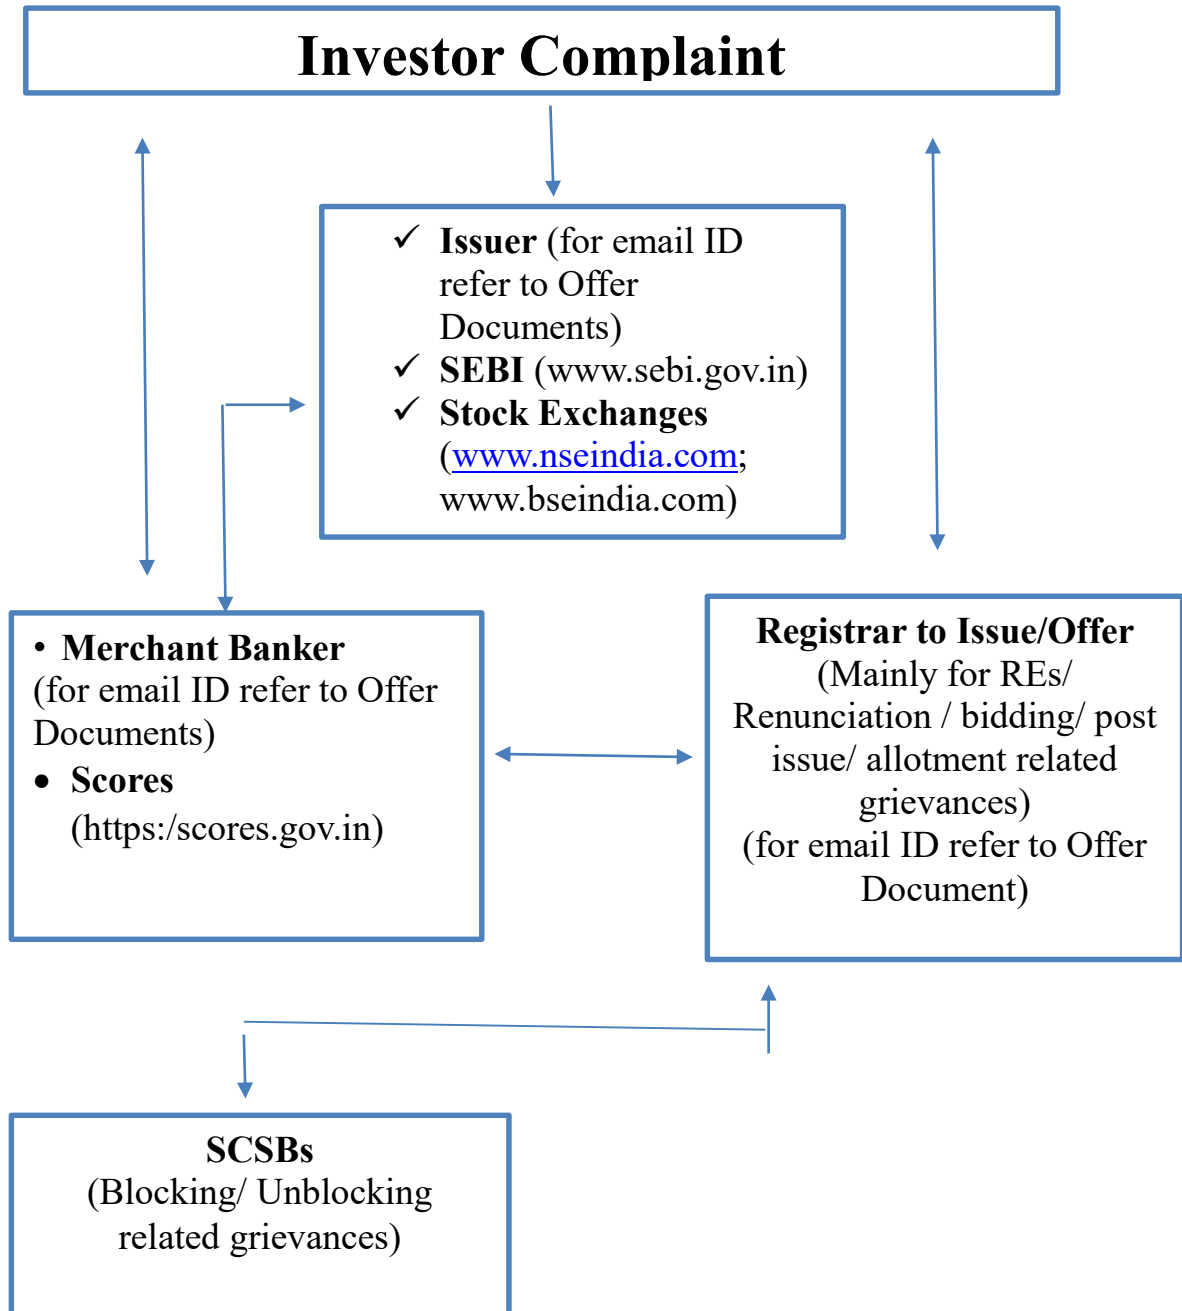 Investor Complaint
✓ Issuer (for email ID
refer to Offer
Documents)
✓ SEBI (www.sebi.gov.in)
✓ Stock Exchanges
(www.nseindia.com;
www.bseindia.com)
• Merchant Banker
(for email ID refer to Offer
Documents)
• Scores
(https:/scores.gov.in)
Registrar to Issue/Offer
(Mainly for REs/
Renunciation / bidding/ post
issue/ allotment related
grievances)
(for email ID refer to Offer
Document)
SCSBs
(Blocking/ Unblocking
related grievances)